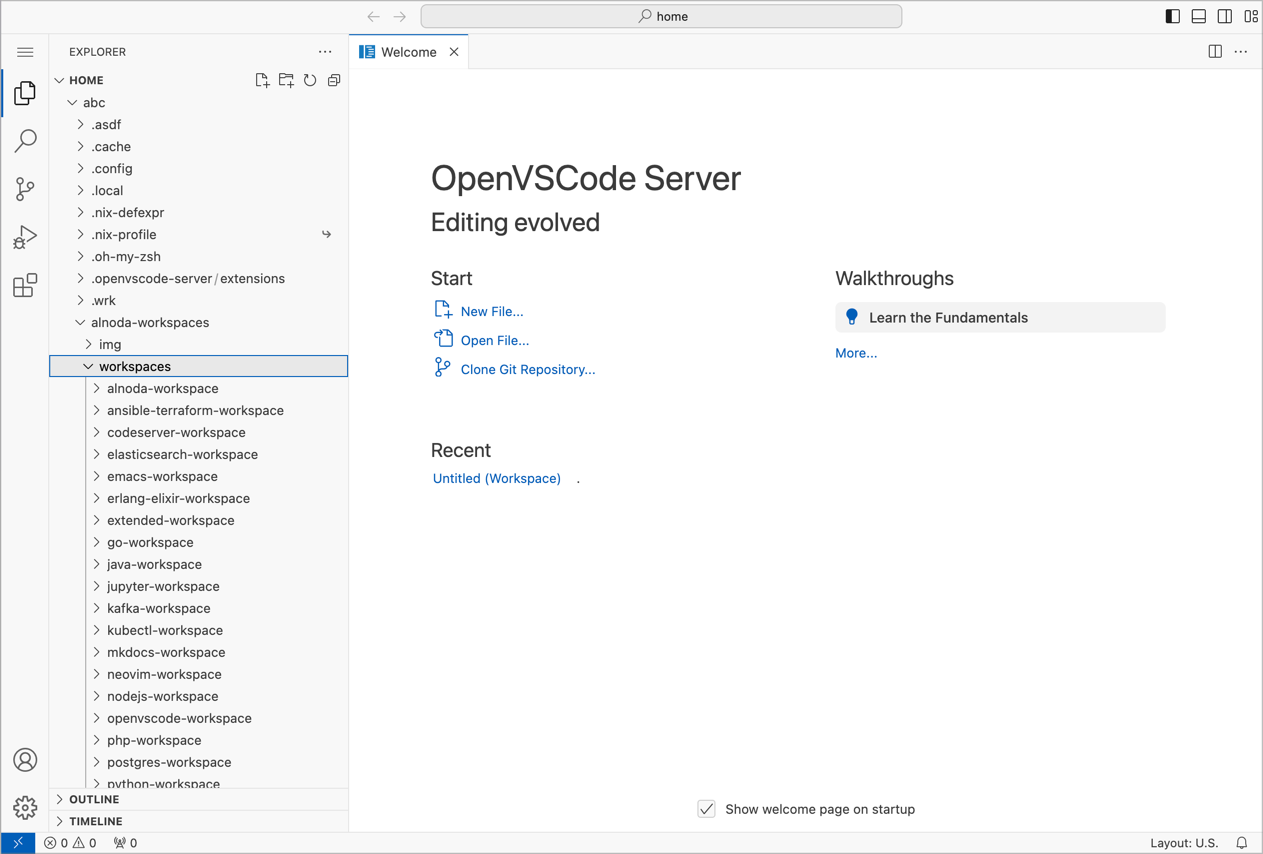 home
EXPLORER
Welcome
HOME
abc
.asdf
.cache
.config
.local
.nix-defexpr
.nix-profile
.oh-my-zsh
.openvscode-server/extensions
.wrk
alnoda-workspaces
img
workspaces
alnoda-workspace
ansible-terraform-workspace
codeserver-workspace
elasticsearch-workspace
emacs-workspace
erlang-elixir-workspace
extended-workspace
go-workspace
java-workspace
jupyter-workspace
kafka-workspace
kubectl-workspace
mkdocs-workspace
neovim-workspace
nodejs-workspace
openvscode-workspace
php-workspace
postgres-workspace
python-workspace
OUTLINE
TIMELINE
OpenVSCode Server
Editing evolved
Start
New File...
Open File...
Clone Git Repository...
Recent
Untitled (Workspace) .
Walkthroughs
Learn the Fundamentals
More...
Show welcome page on startup
0 0 0
Layout: U.S.